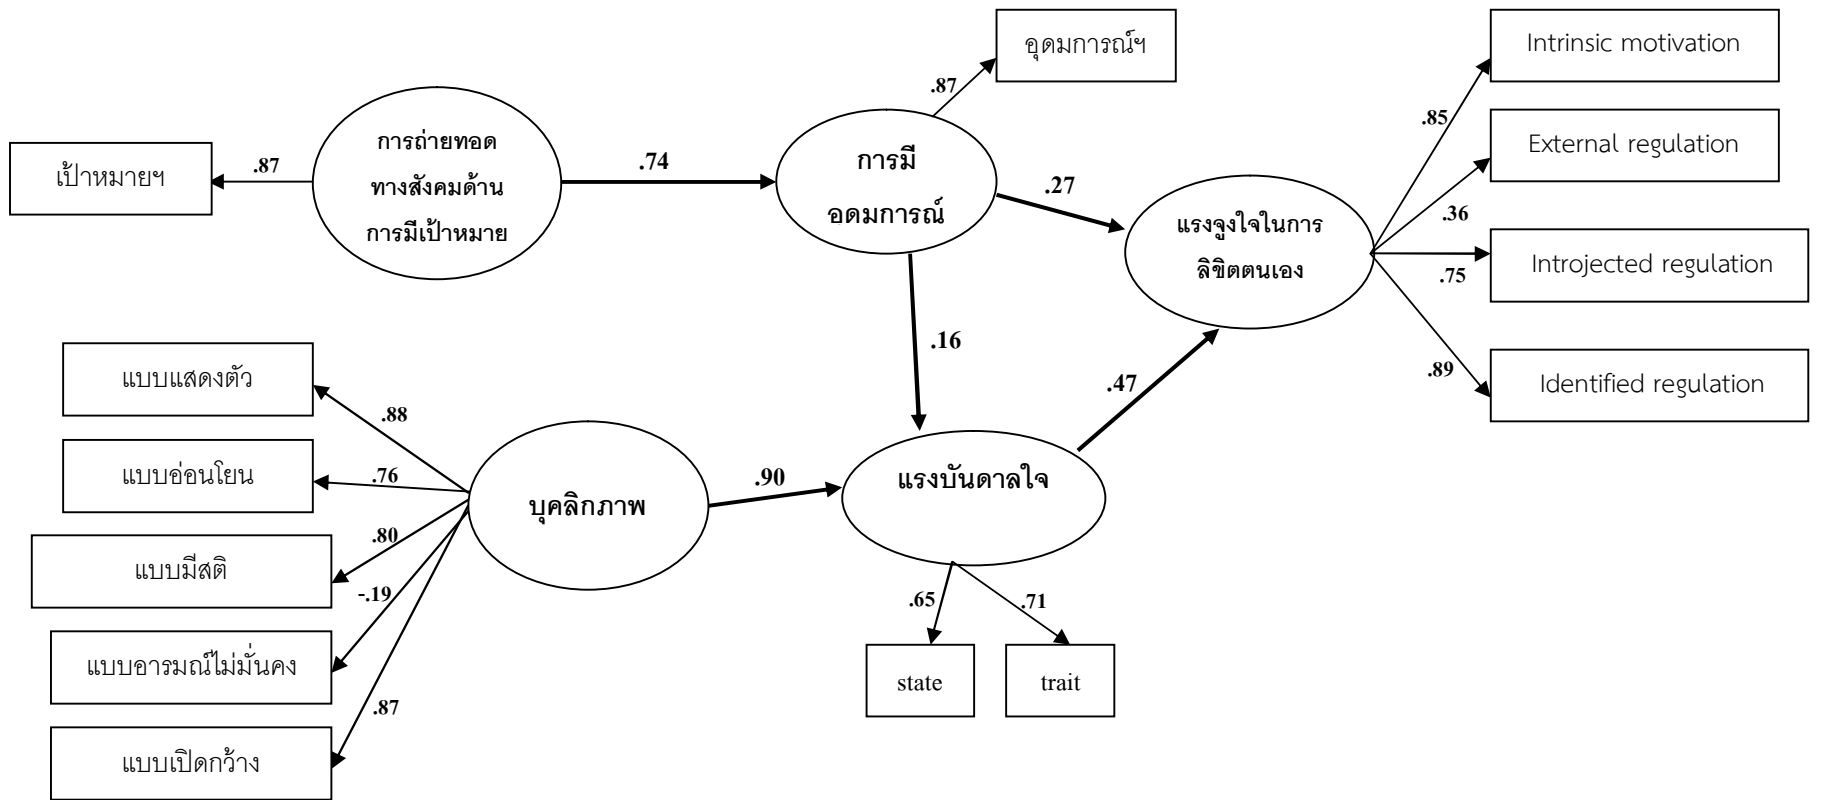 อุดมการณ์ฯ
Intrinsic motivation
.87
การถ่ายทอด
ทางสังคมด้าน
การมีเป้าหมาย
.85
External regulation
เป้าหมายฯ
.87
.74
การมี
อดมการณ์
.27
แรงจูงใจในการ
ลิขิตตนเอง
.36
Introjected regulation
.75
.16
แบบแสดงตัว
.88
.47
.89
Identified regulation
แบบอ่อนโยน
.76
บุคลิกภาพ
.90
แรงบันดาลใจ
แบบมีสติ
.80
-.19
.65
.71
แบบอารมณ์ไม่มั่นคง
state
trait
.87
แบบเปิดกว้าง